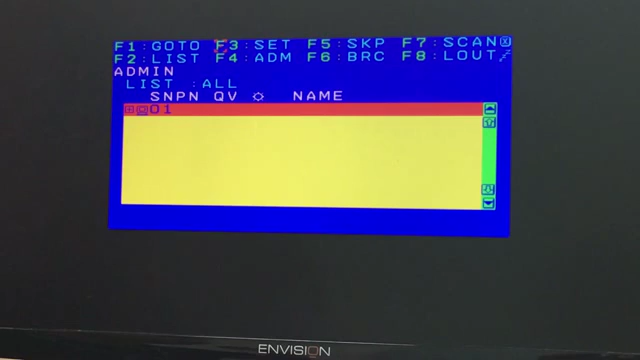 F1:GOTO F3:SET F5:SKP F7:SCAN
F2:LIST F4:ADM F6:BRC F8:LOUT
ADMIN
LIST :ALL
SNPN QV NAME
01
ENVISION